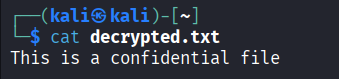 ┌──(kali㉿kali)-[~]
└─$ cat decrypted.txt
This is a confidential file